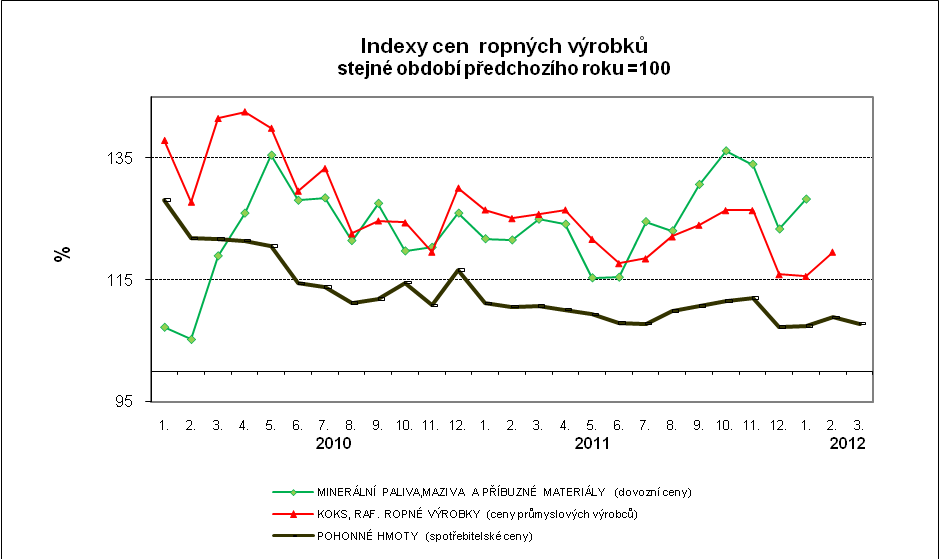 Indexy cen ropných výrobků
stejné období předchozího roku =100
%
135
115
95
1. 2. 3. 4. 5. 6. 7. 8. 9. 10. 11. 12. 1. 2. 3. 4. 5. 6. 7. 8. 9. 10. 11. 12. 1. 2. 3.
2010 2011 2012
MINERÁLNÍ PALIVA,MAZIVA A PŘÍBUZNÉ MATERIÁLY (dovozní ceny)
KOKS, RAF. ROPNÉ VÝROBKY (ceny průmyslových výrobců)
POHONNÉ HMOTY (spotřebitelské ceny)